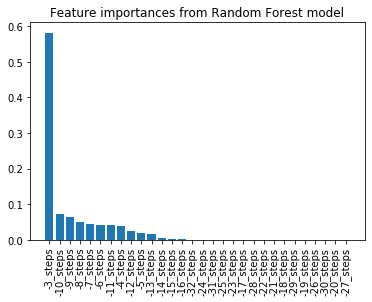 Feature importances from Random Forest model
0.6
0.5
0.4
0.3
0.2
0.1
0.0
-3_steps
-10_steps
-9_steps
-8_steps
-7_steps
-6_steps
-11_steps
-4_steps
-12_steps
-5_steps
-13_steps
-14_steps
-15_steps
-16_steps
-32_steps
-24_steps
-31_steps
-25_steps
-23_steps
-17_steps
-28_steps
-22_steps
-21_steps
-18_steps
-29_steps
-19_steps
-26_steps
-30_steps
-20_steps
-27_steps